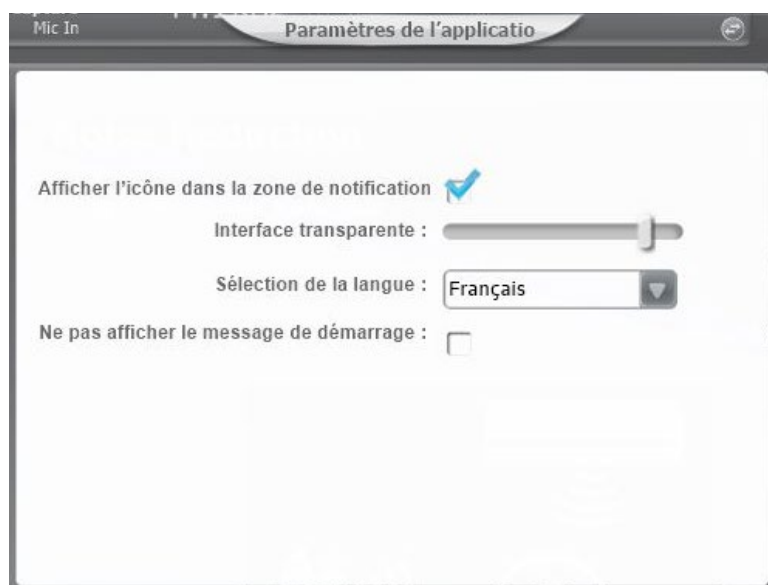 Mic In
Paramètres de l'applicatio
Afficher l'icône dans la zone de notification
Interface transparente :
Sélection de la langue :
Français
Ne pas afficher le message de démarrage :